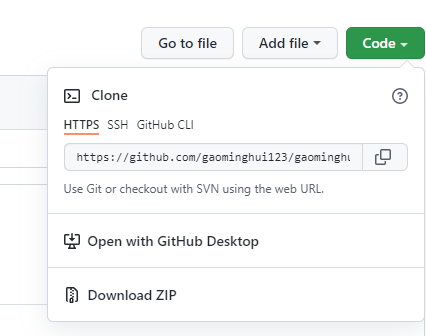 Go to file Add file Code
Clone
HTTPS SSH GitHub CLI
https://github.com/gaominghui123/gaominghu
Use Git or checkout with SVN using the web URL.
Open with GitHub Desktop
Download ZIP